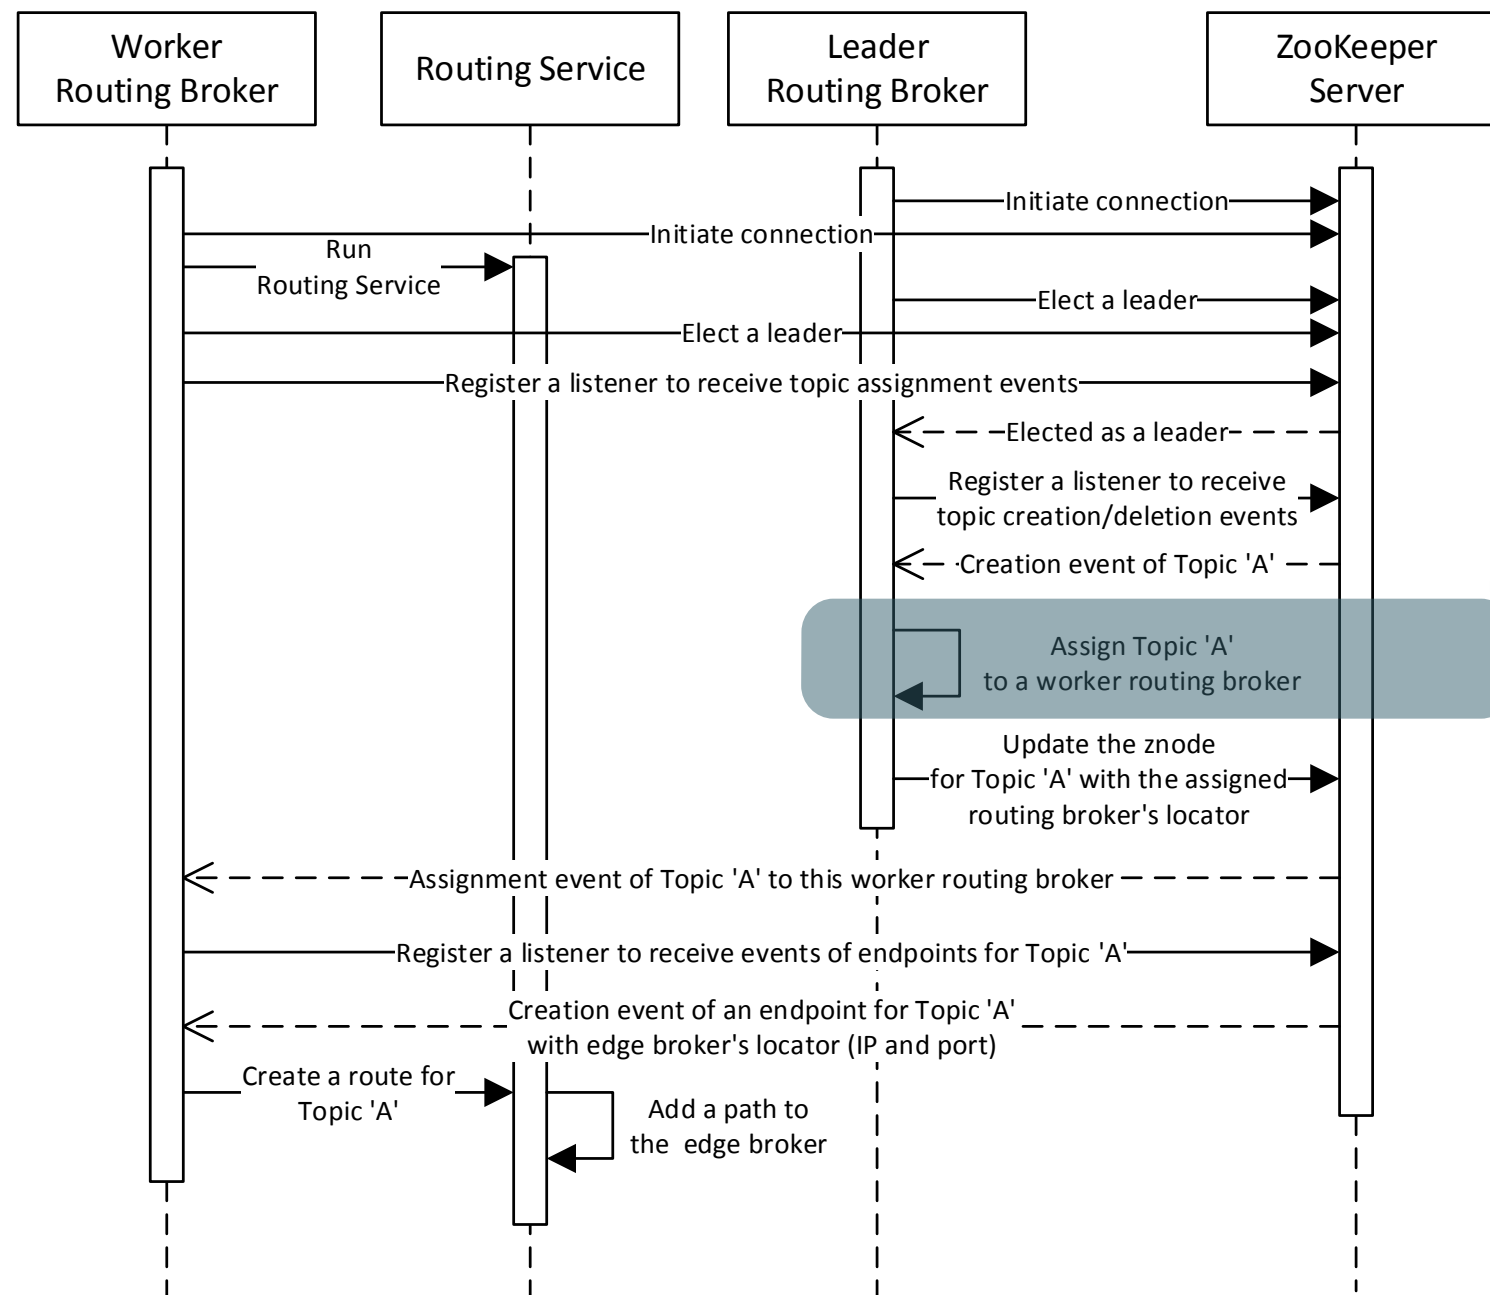 Worker
Routing Broker
Routing Service
Leader
Routing Broker
ZooKeeper
Server
Initiate connection
Initiate connection
Run
Routing Service
Elect a leader
Elect a leader
Register a listener to receive topic assignment events
Elected as a leader
Register a listener to receive
topic creation/deletion events
Creation event of Topic 'A'
Assign Topic 'A'
to a worker routing broker
Update the znode
for Topic 'A' with the assigned
routing broker's locator
Assignment event of Topic 'A' to this worker routing broker
Register a listener to receive events of endpoints for Topic 'A'
Creation event of an endpoint for Topic 'A'
with edge broker's locator (IP and port)
Create a route for
Topic 'A'
Add a path to
the edge broker